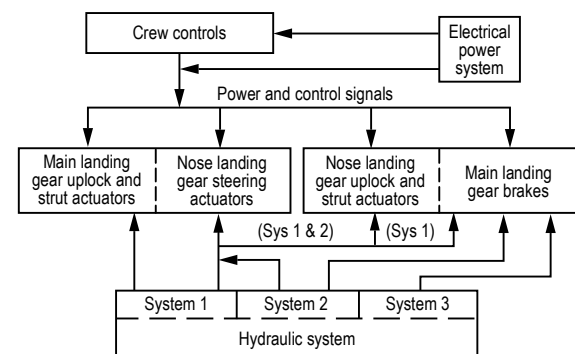 Crew controls
Electrical
power
system
Power and control signals
Main landing
gear uplock and
strut actuators
Nose landing
gear steering
actuators
Nose landing
gear uplock and
strut actuators
Main landing
gear brakes
(Sys 1 & 2)
(Sys 1)
System 1
System 2
System 3
Hydraulic system